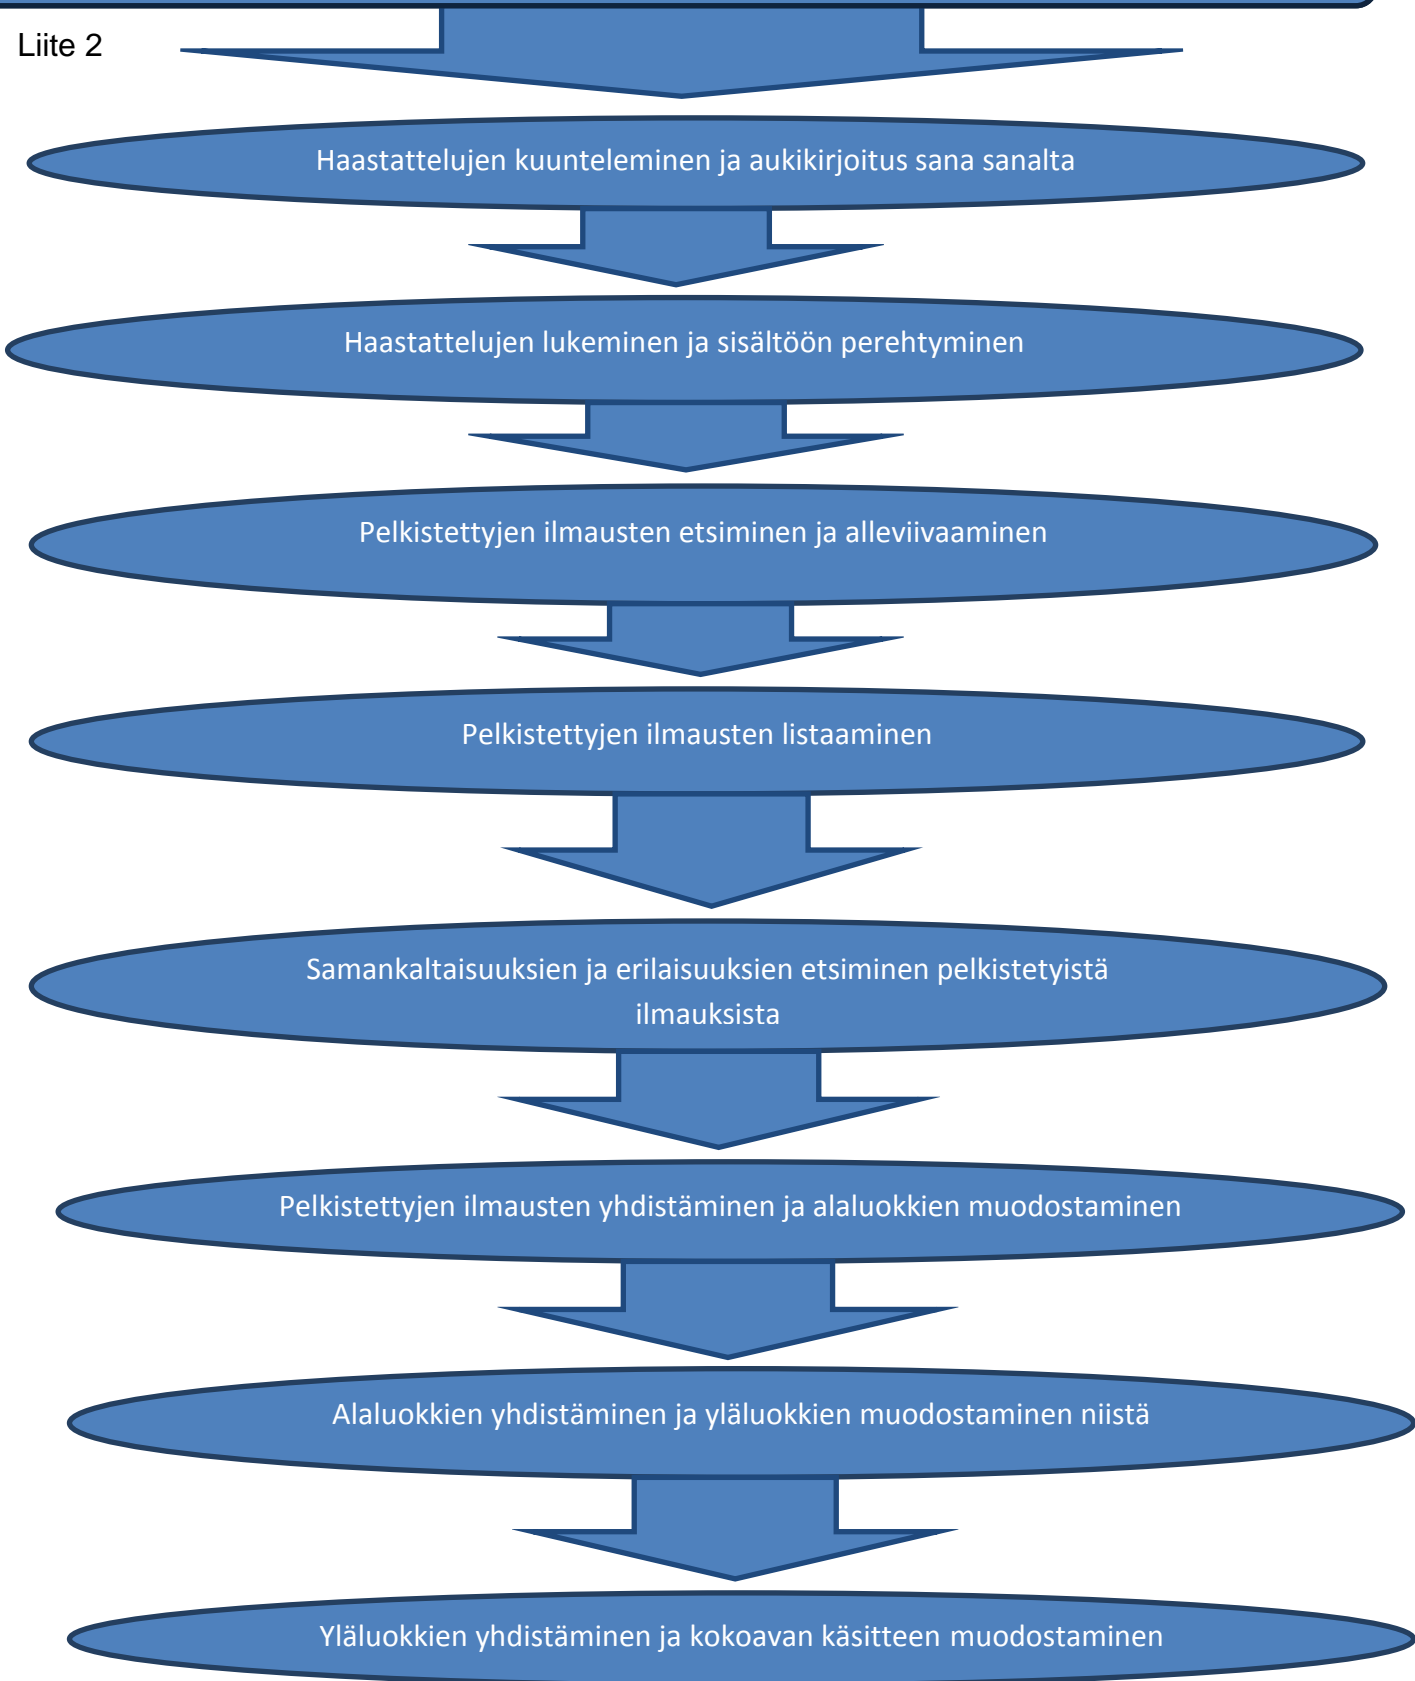 Liite 2
Haastattelujen kuunteleminen ja aukikirjoitus sana sanalta
Haastattelujen lukeminen ja sisältöön perehtyminen
Pelkistettyjen ilmausten etsiminen ja alleviivaaminen
Pelkistettyjen ilmausten listaaminen
Samankaltaisuuksien ja erilaisuuksien etsiminen pelkistetyistä
ilmauksista
Pelkistettyjen ilmausten yhdistäminen ja alaluokkien muodostaminen
Alaluokkien yhdistäminen ja yläluokkien muodostaminen niistä
Yläluokkien yhdistäminen ja kokoavan käsitteen muodostaminen